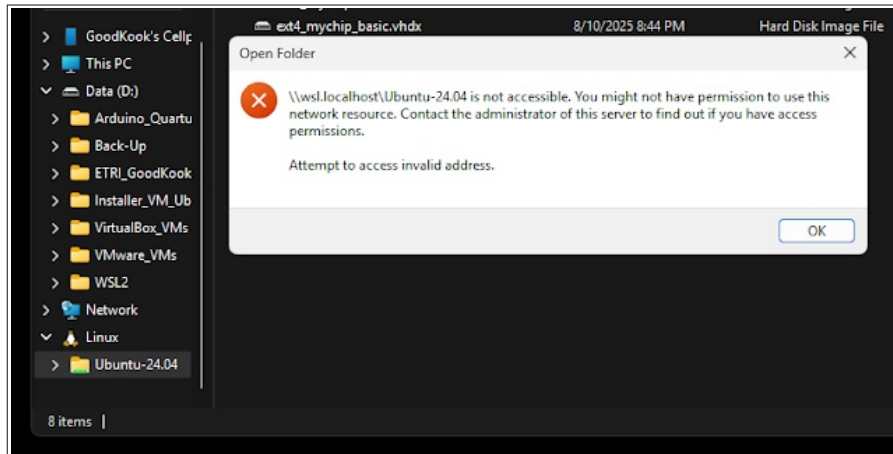 ext4_mychip_basic.vhdx 8/10/2025 8:44 PM Hard Disk Image File
GoodKook's Cellp
This PC
Data (D:)
Arduino_Quartu
Back-Up
ETRI_GoodKook
Installer_VM_Ub
VirtualBox_VMs
VMware_VMs
WSL2
Network
Linux
Ubuntu-24.04
8 items
Open Folder
\\wsl.localhost\Ubuntu-24.04 is not accessible. You might not have permission to use this
network resource. Contact the administrator of this server to find out if you have access
permissions.
Attempt to access invalid address.
OK